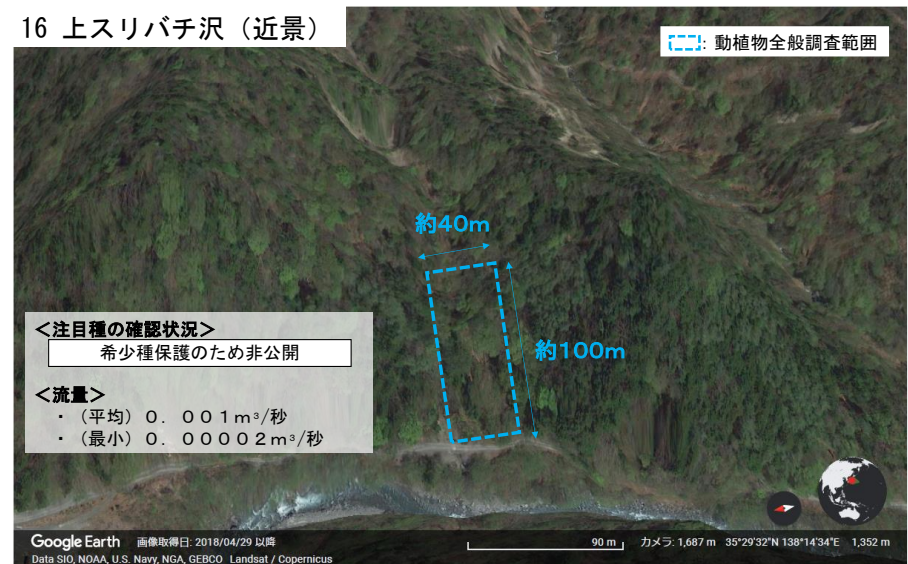 16 上スリバチ沢（近景）
: 動植物全般調査範囲
約40m
約100m
＜注目種の確認状況＞
希少種保護のため非公開
＜流量＞
・（平均）０．００１m³/秒
・（最小）０．００００２m³/秒
Google Earth 画像取得日: 2018/04/29 以降 90 m カメラ: 1,687 m 35°29'32"N 138°14'34"E 1,352 m
Data SIO, NOAA, U.S. Navy, NGA, GEBCO Landsat / Copernicus